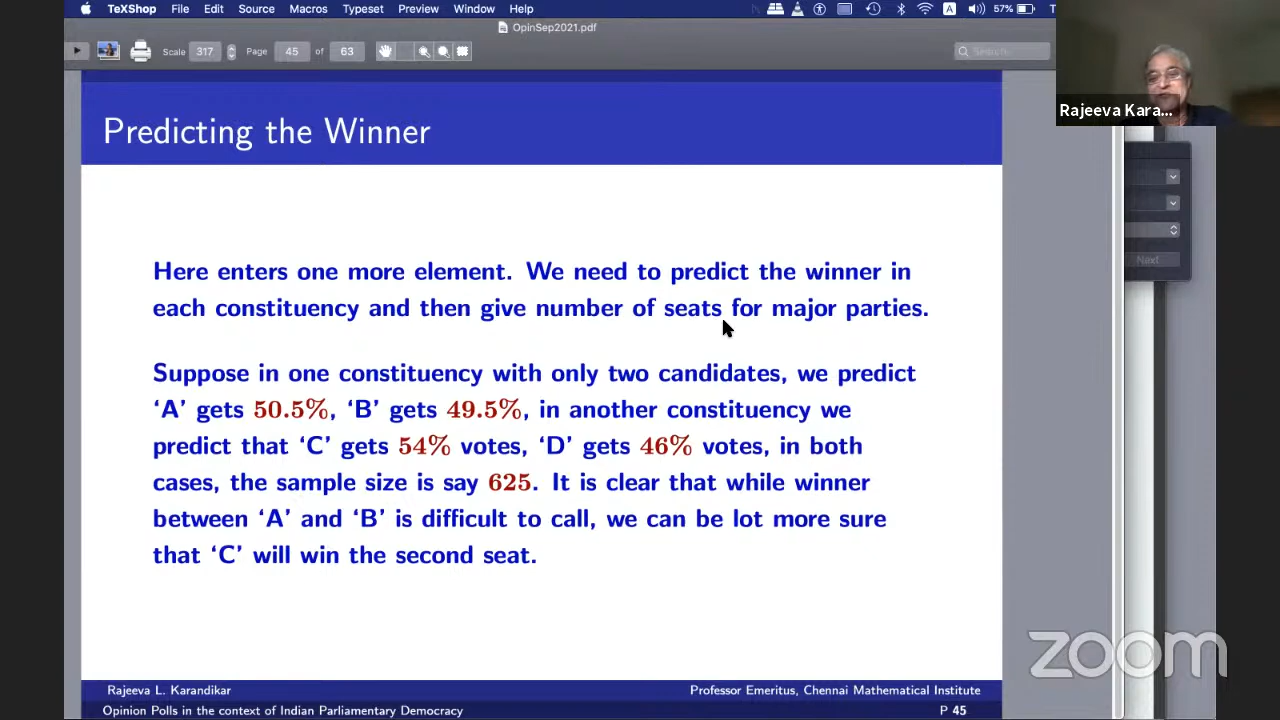 TeXShop File Edit Source Macros Typeset Preview Window Help 57%
OpinSep2021.pdf
Scale 317 Page 45 of 63 Search
Rajeeva Kara...
Next
Predicting the Winner
Here enters one more element. We need to predict the winner in
each constituency and then give number of seats for major parties.
Suppose in one constituency with only two candidates, we predict
‘A’ gets 50.5%, ‘B’ gets 49.5%, in another constituency we
predict that ‘C’ gets 54% votes, ‘D’ gets 46% votes, in both
cases, the sample size is say 625. It is clear that while winner
between ‘A’ and ‘B’ is difficult to call, we can be lot more sure
that ‘C’ will win the second seat.
zoom
Rajeeva L. Karandikar Professor Emeritus, Chennai Mathematical Institute
Opinion Polls in the context of Indian Parliamentary Democracy P 45